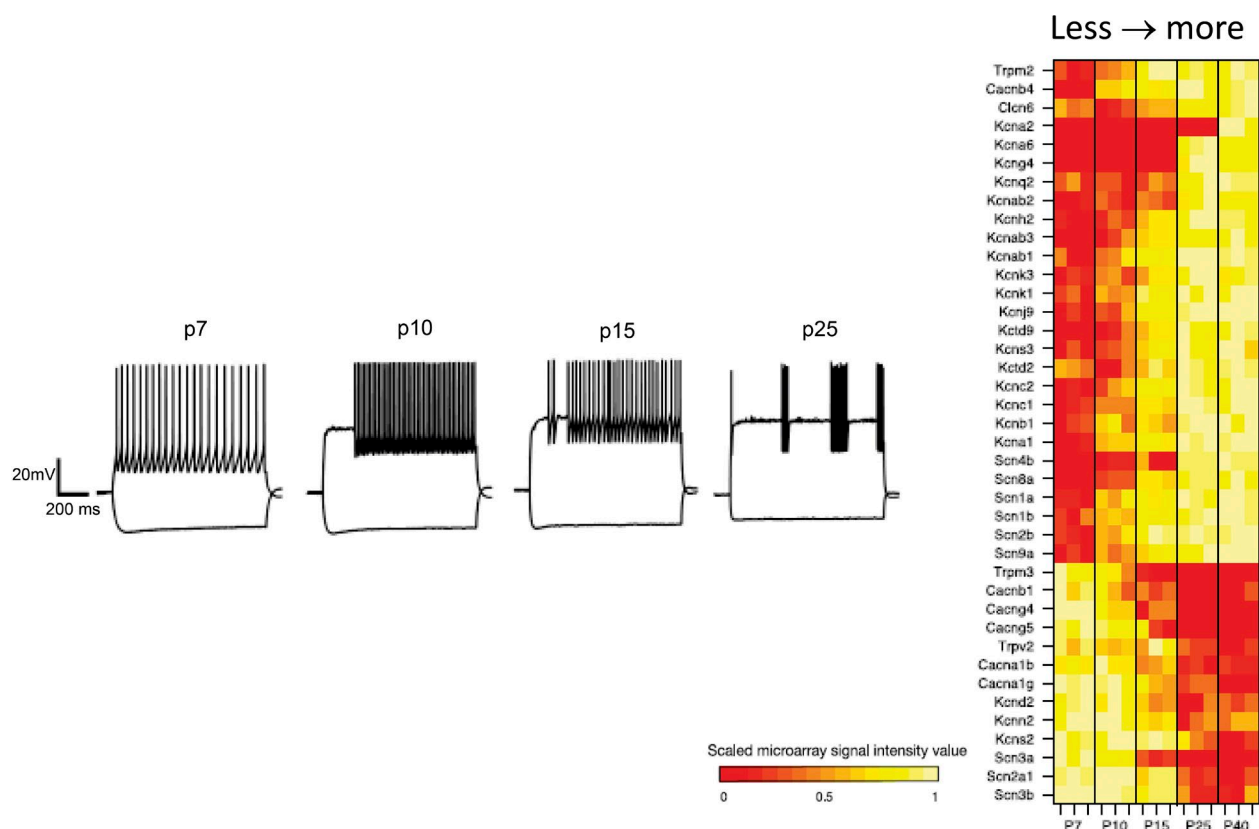 Less → more
Trpm2
Cacnb4
Clcn6
Kcna2
Kcna6
Kcng4
Kcnq2
Kcnab2
Kcnh2
Kcnab3
Kcnab1
Kcnk3
Kcnk1
Kcnj9
Kctd9
Kcns3
Kctd2
Kcnc2
Kcnc1
Kcnb1
Kcna1
Scn4b
Scn8a
Scn1a
Scn1b
Scn2b
Scn9a
Trpm3
Cacnb1
Cacng4
Cacng5
Trpv2
Cacna1b
Cacna1g
Kcnd2
Kcnn2
Kcns2
Scn3a
Scn2a1
Scn3b
P7 P10 P15 P25 P40
p7 p10 p15 p25
20mV
200 ms
Scaled microarray signal intensity value
0 0.5 1